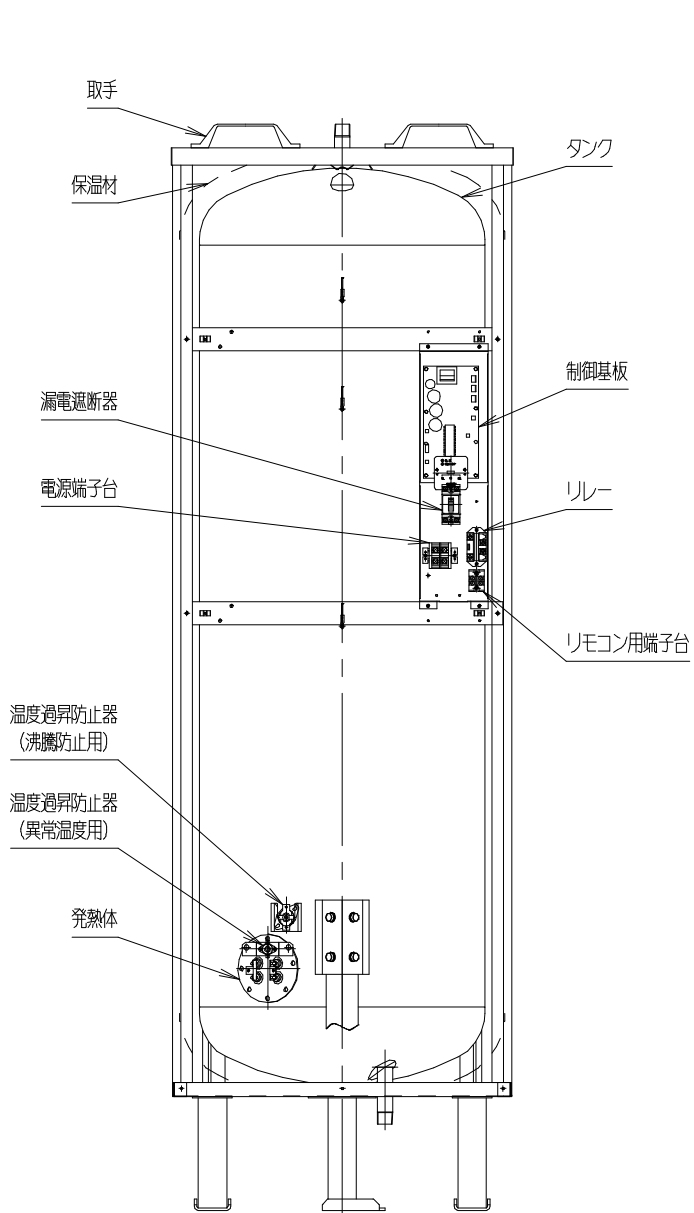 取手
タンク
保温材
制御基板
漏電遮断器
電源端子台
リレー
リモコン用端子台
温度過昇防止器
（沸騰防止用）
温度過昇防止器
（異常温度用）
発熱体